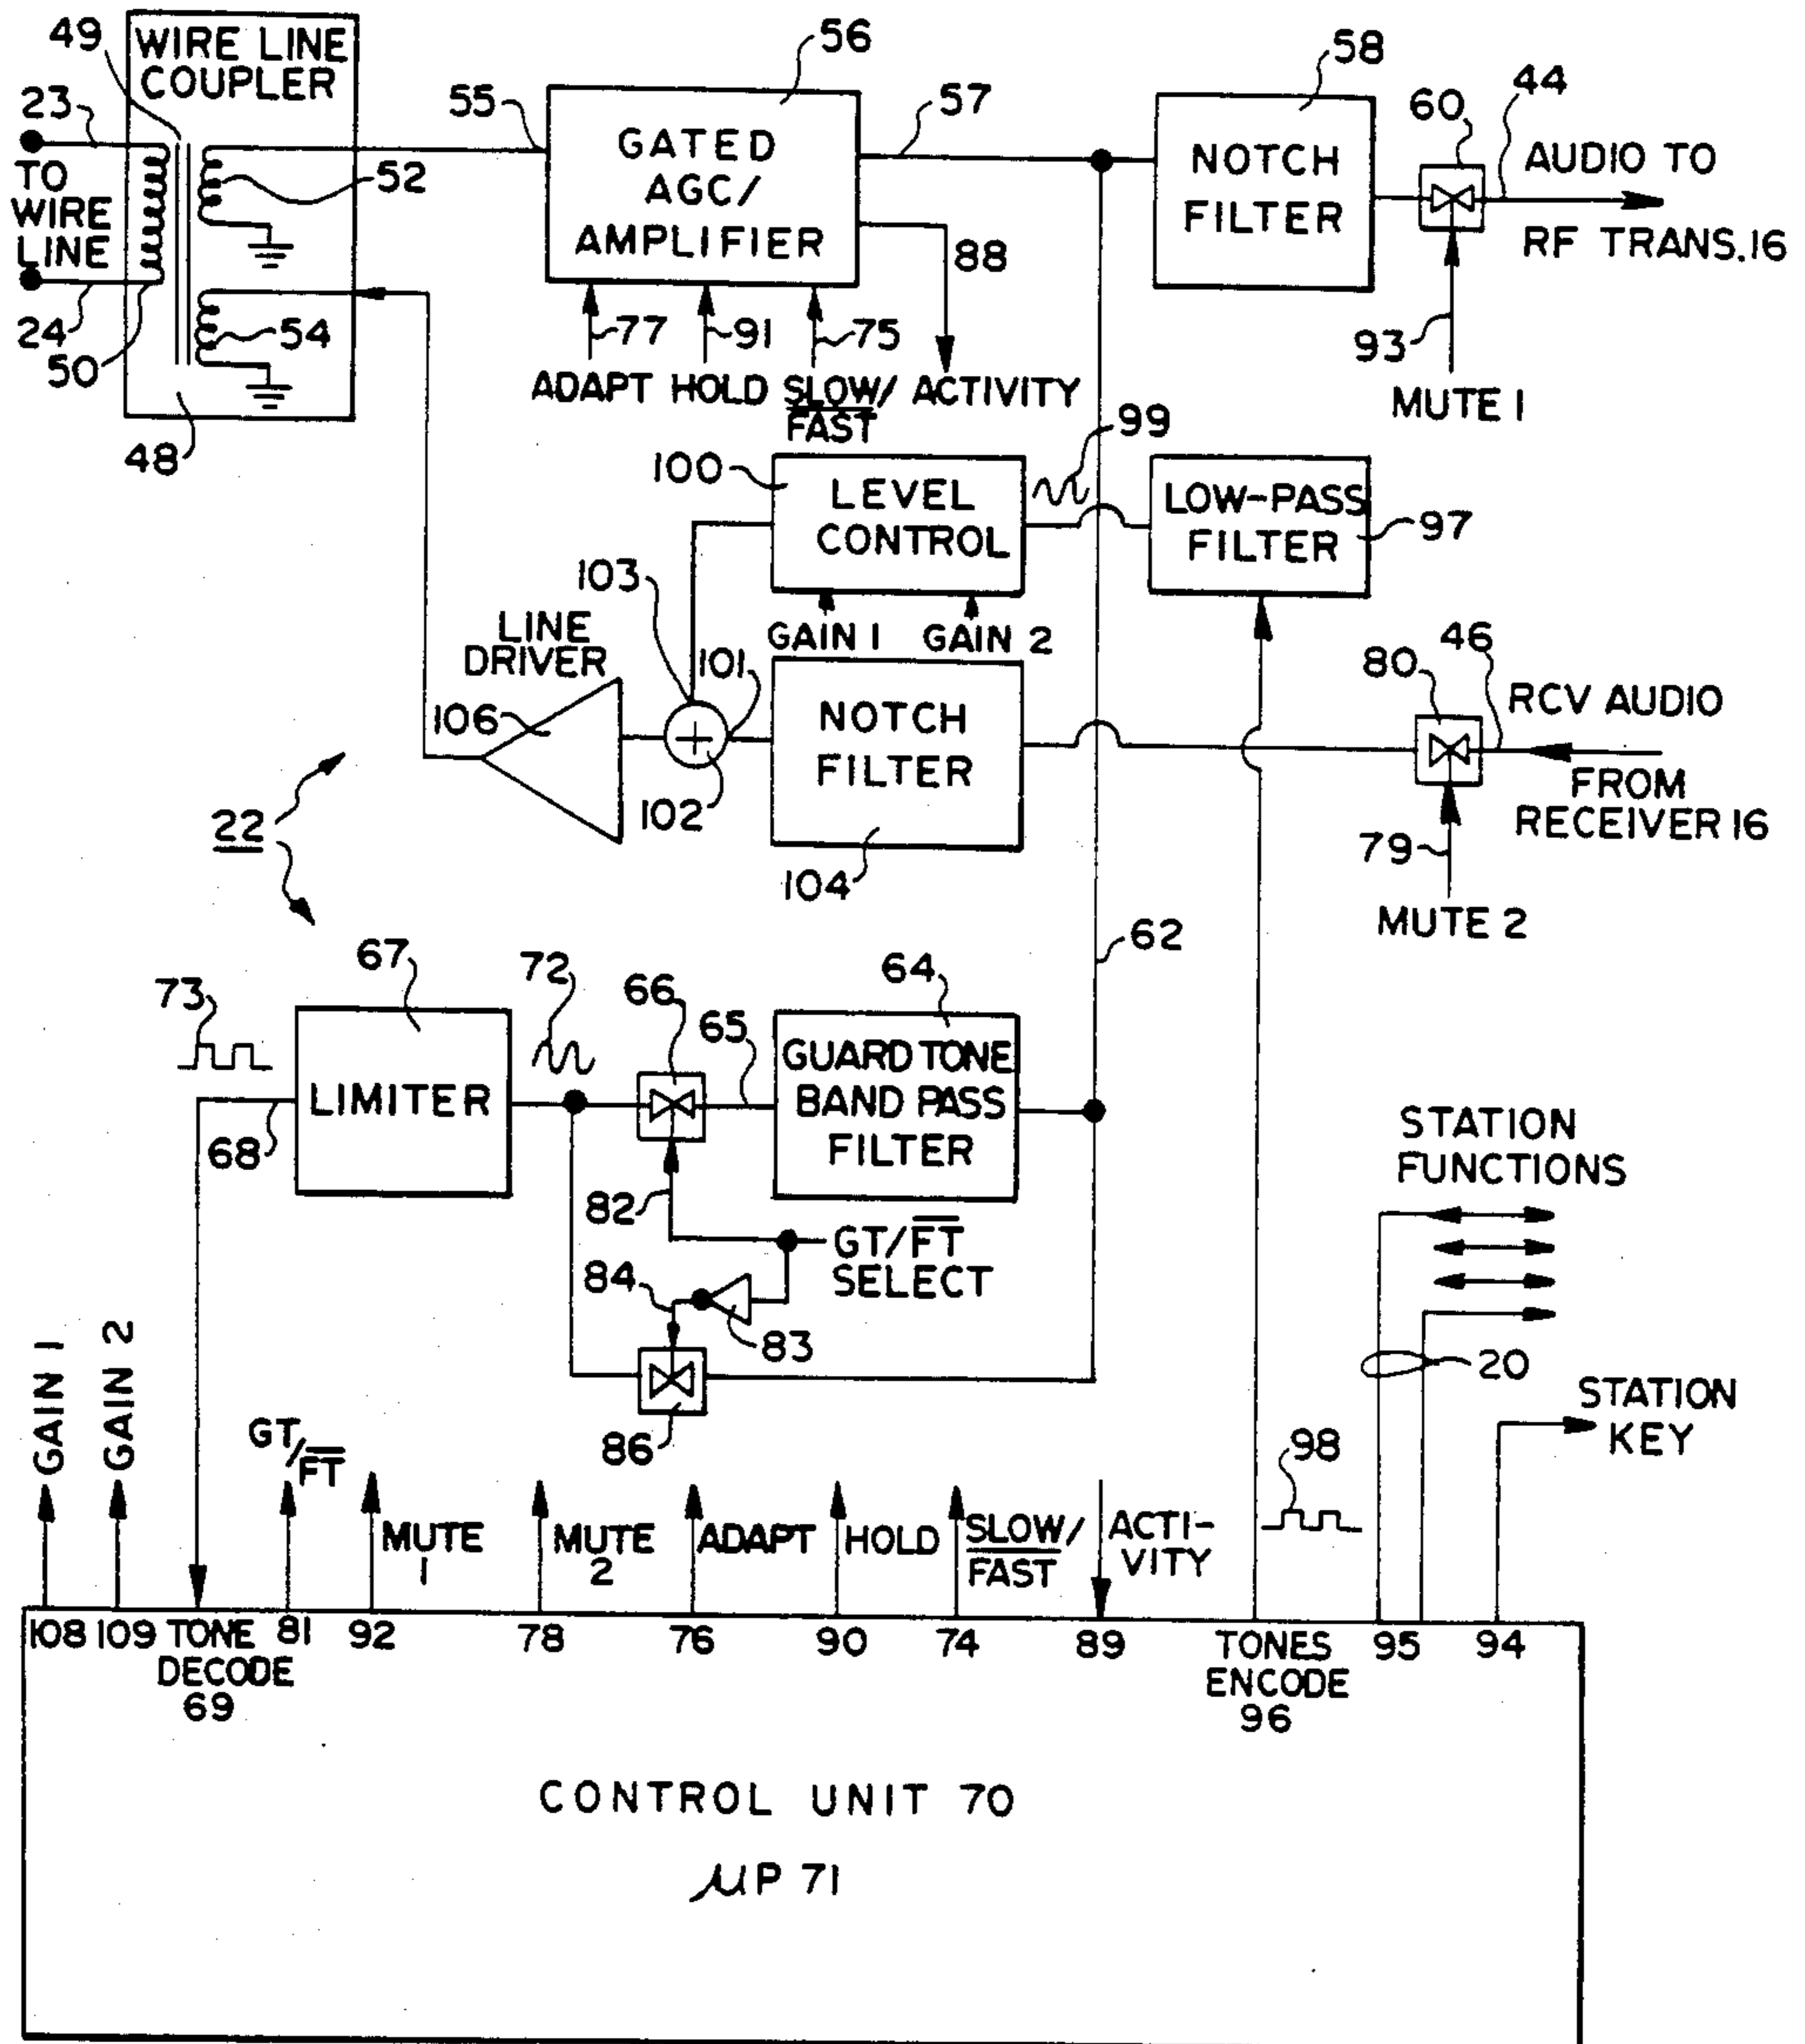 49
WIRE LINE
COUPLER
56
58
23
55
57
60
44
TO
WIRE
LINE
52
GATED
AGC/
AMPLIFIER
NOTCH
FILTER
AUDIO TO
RF TRANS.16
88
24
50
54
77
91
75
93
ADAPT HOLD SLOW/ ACTIVITY
FAST
MUTE 1
48
99
100
LEVEL
CONTROL
LOW-PASS
FILTER
97
103
GAIN 1
GAIN 2
LINE
DRIVER
101
80
46
RCV AUDIO
106
+
NOTCH
FILTER
102
FROM
RECEIVER 16
22
104
79
MUTE 2
62
67
72
66
64
73
65
LIMITER
GUARD TONE
BAND PASS
FILTER
68
STATION
FUNCTIONS
82
GT/F̅T̅
SELECT
84
83
20
86
STATION
KEY
98
GAIN 1
GAIN 2
GT/F̅T̅
MUTE
1
MUTE
2
ADAPT
HOLD
SLOW/
FAST
ACTI-
VITY
108 109 TONE 81 92 78 76 90 74 89 TONES 95 94
DECODE
69
ENCODE
96
CONTROL UNIT 70
μP 71